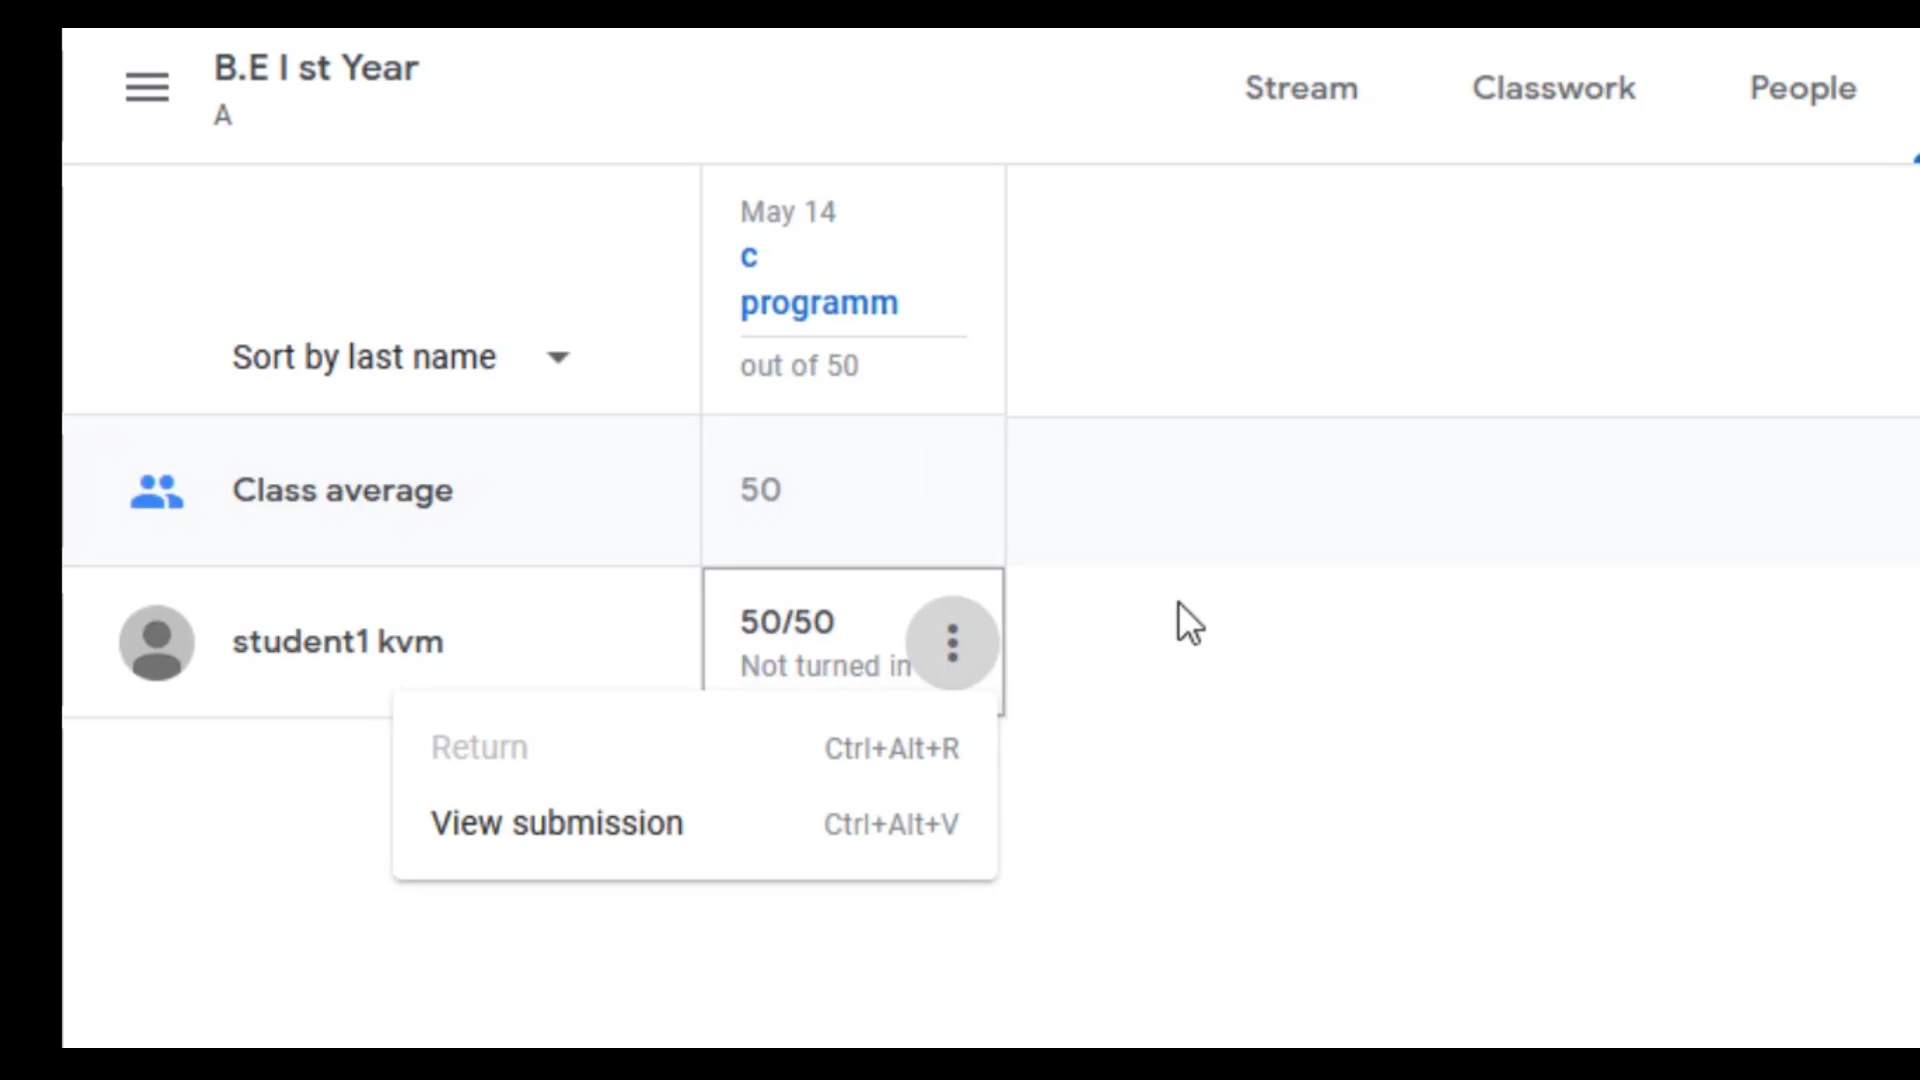 B.E I st Year
A
Stream
Classwork
People
May 14
c
programm
out of 50
Sort by last name
Class average
50
student1 kvm
50/50
Not turned in
Return Ctrl+Alt+R
View submission Ctrl+Alt+V